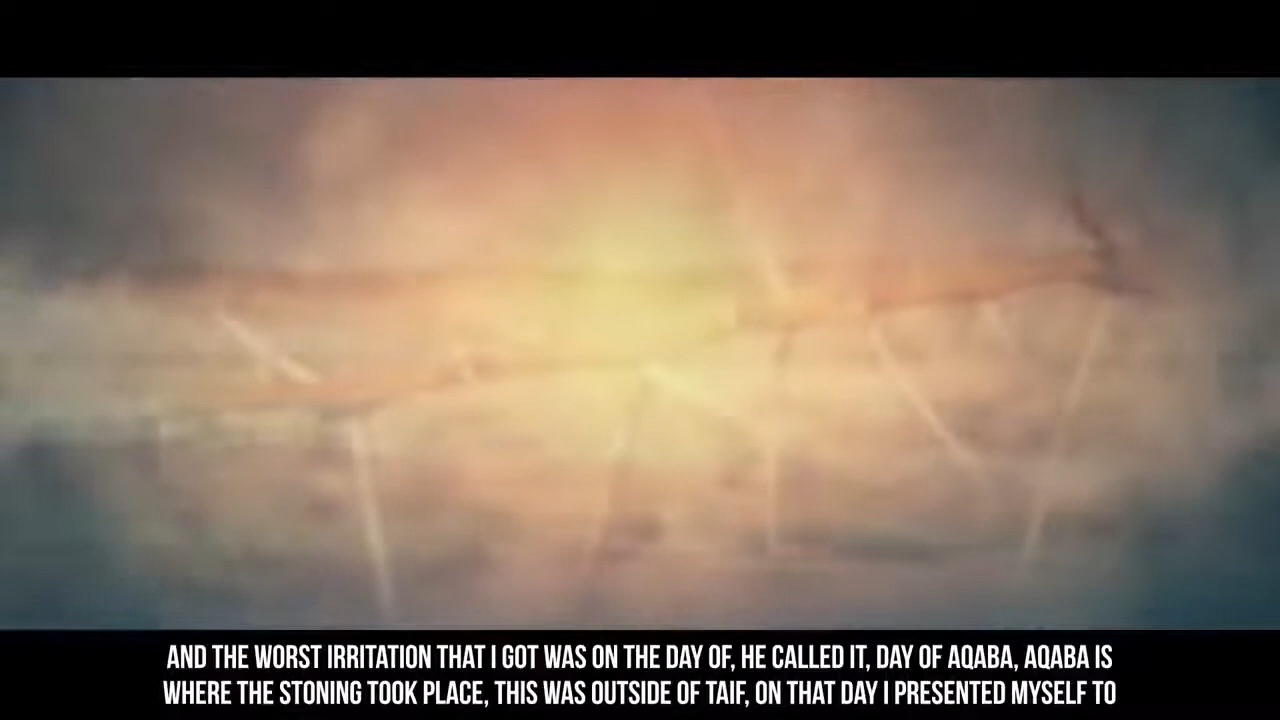 AND THE WORST IRRITATION THAT I GOT WAS ON THE DAY OF, HE CALLED IT, DAY OF AQABA, AQABA IS
WHERE THE STONING TOOK PLACE, THIS WAS OUTSIDE OF TAIF, ON THAT DAY I PRESENTED MYSELF TO